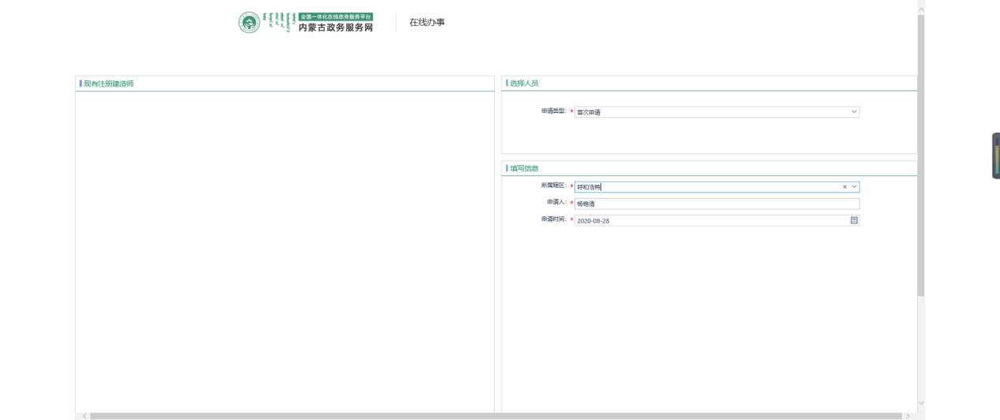 全国一体化在线政务服务平台
内蒙古政务服务网
在线办事
现有注册建造师
选择人员
申请类型： * 首次申请
填写信息
所属辖区： * 呼和浩特
申请人： * 杨艳清
申请时间： * 2020-08-28